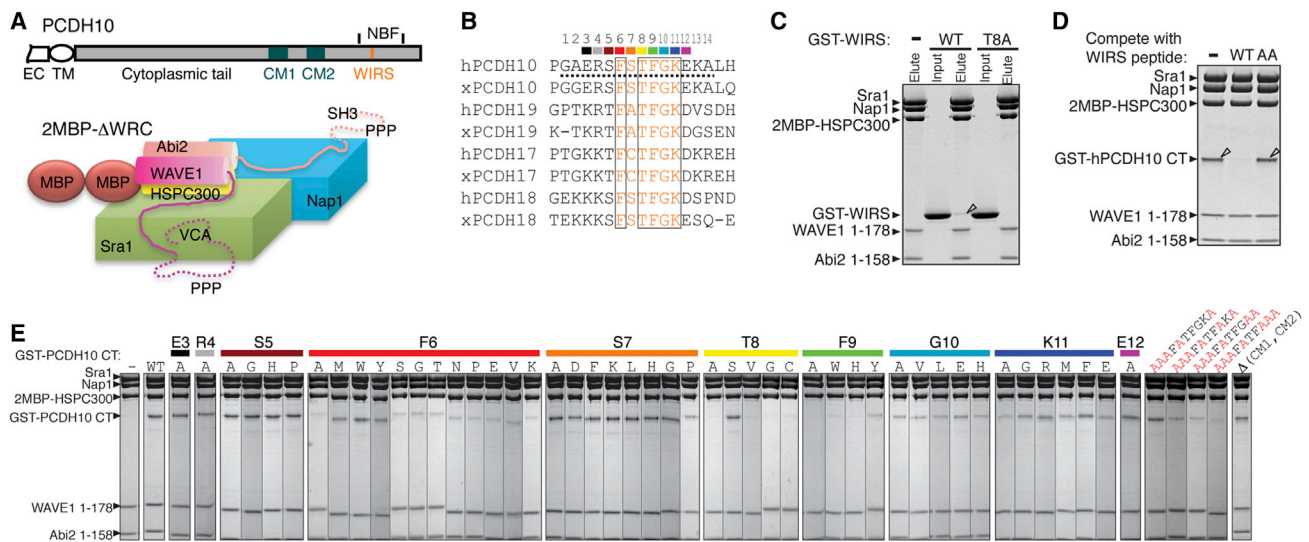 A
PCDH10
NBF
EC TM Cytoplasmic tail CM1 CM2 WIRS
2MBP-ΔWRC
SH3
PPP
Abi2
MBP MBP WAVE1
HSPC300
Nap1
Sra1
VCA
PPP
B
1 2 3 4 5 6 7 8 9 10 11 12 13 14
hPCDH10 PGAERSFSTFGKEKALH
xPCDH10 PGGERSFSTFGKEKALQ
hPCDH19 GPTKRTFATFGKDVSDH
xPCDH19 K-TKRTFATFGKDGSEN
hPCDH17 PTGKKTFCTFGKDKREH
xPCDH17 PTGKKTFCTFGKDKREH
hPCDH18 GEKKKSFSTFGKDSPND
xPCDH18 TEKKKSFSTFGKESQ-E
C
GST-WIRS: – WT T8A
Elute Input Elute Input Elute
Sra1
Nap1
2MBP-HSPC300
GST-WIRS
WAVE1 1-178
Abi2 1-158
D
Compete with
WIRS peptide: – WT AA
Sra1
Nap1
2MBP-HSPC300
GST-hPCDH10 CT
WAVE1 1-178
Abi2 1-158
E
E3 R4 S5 F6 S7 T8 F9 G10 K11 E12
AAAFATFGKA
AAAFATFAKA
AAAFATFGAA
AAAFATFAAA
Δ(CM1,CM2)
GST-PCDH10 CT: – WT A A A G H P A M W Y S G T N P E V K A D F K L H G P A S V G C A W H Y A V L E H A G R M F E A
Sra1
Nap1
2MBP-HSPC300
GST-PCDH10 CT
WAVE1 1-178
Abi2 1-158